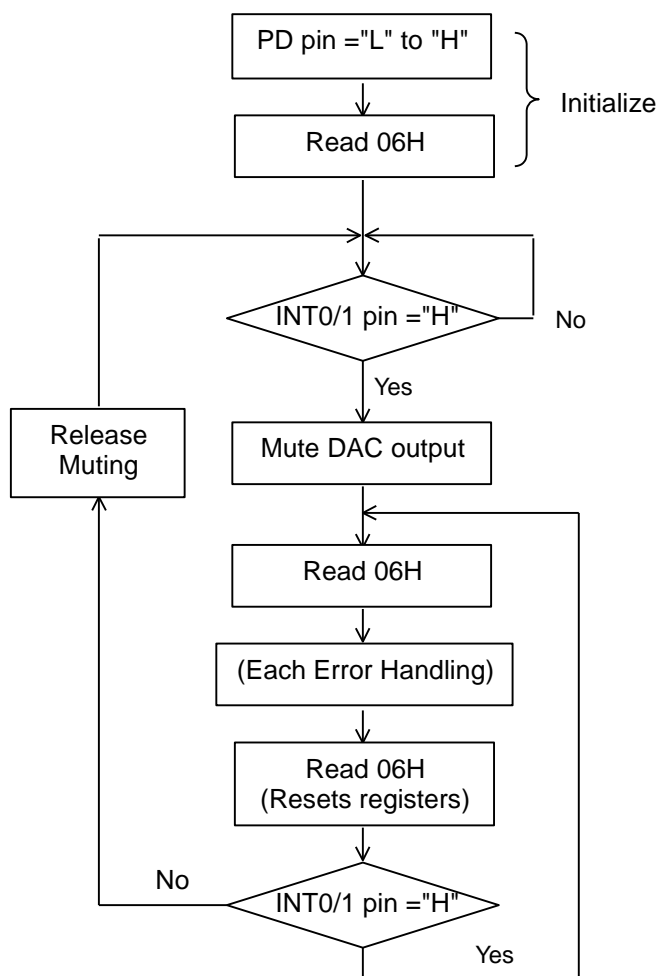 PD pin ="L" to "H"
Initialize
Read 06H
INT0/1 pin ="H"
No
Yes
Release
Muting
Mute DAC output
Read 06H
(Each Error Handling)
Read 06H
(Resets registers)
No
INT0/1 pin ="H"
Yes